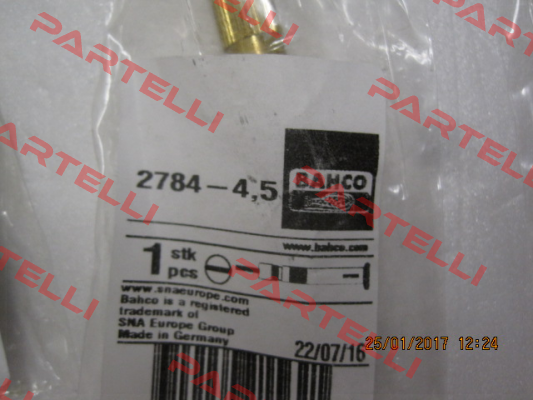 PARTELLI
PARTELLI
2784-4,5
BAHCO
www.bahco.com
1 stk
pcs
www.snaeurope.com
Bahco is a registered
trademark of
SNA Europe Group
Made in Germany
22/07/16
25/01/2017 12:24
PARTELLI
PARTELLI
PARTELLI
PARTELLI